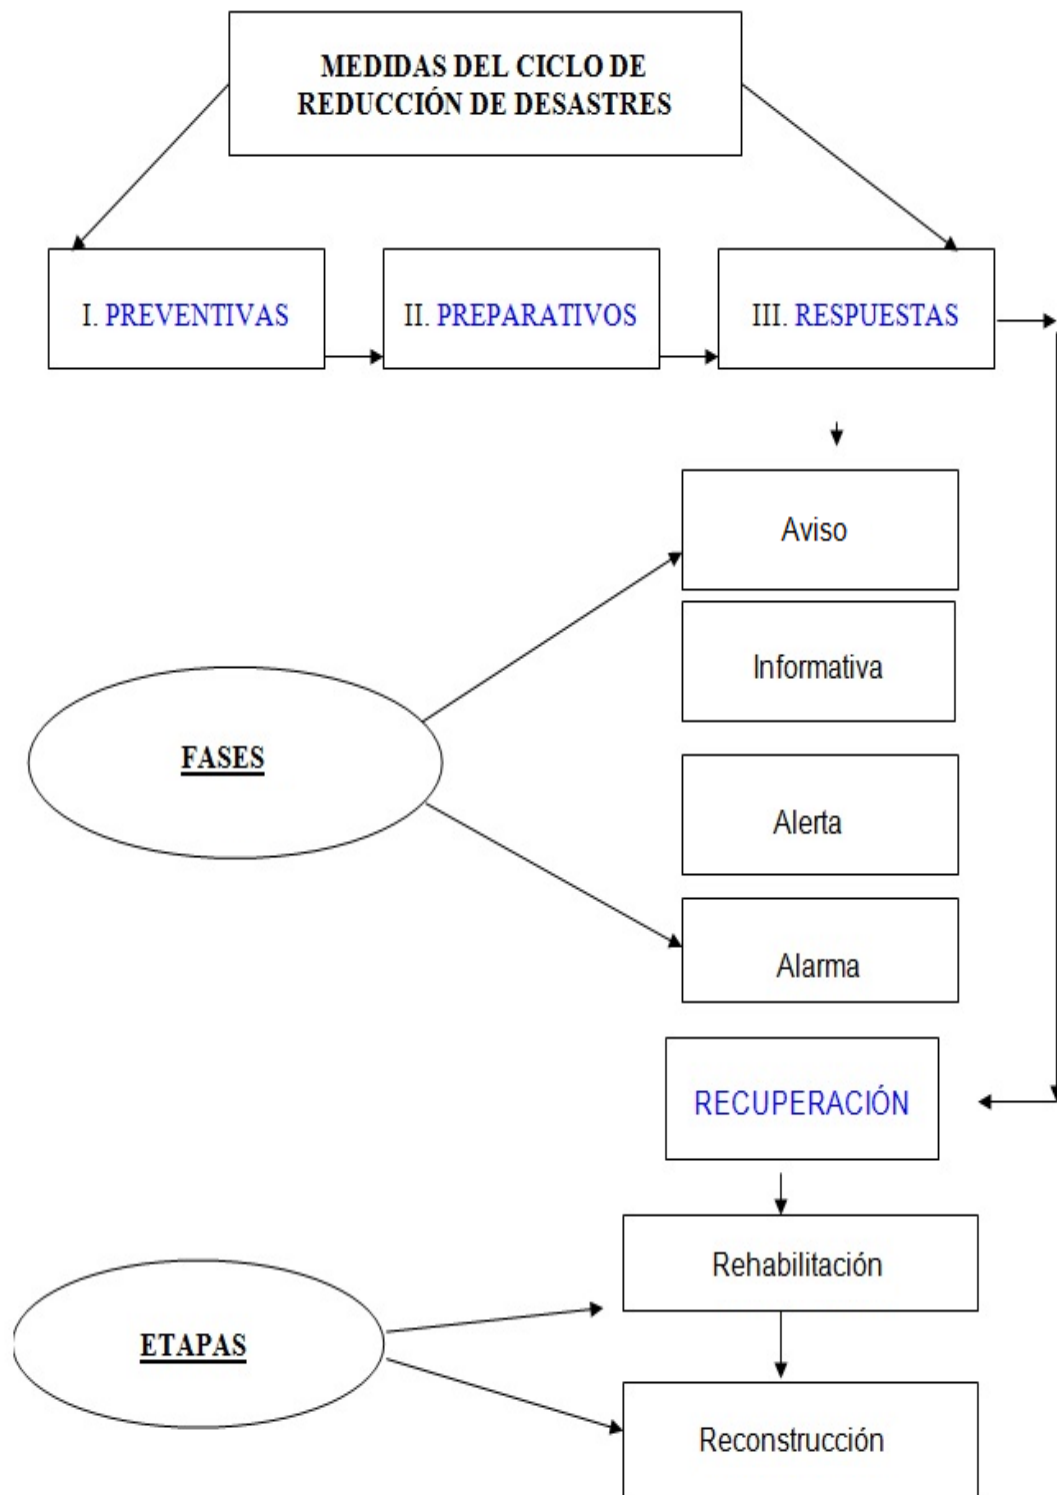 MEDIDAS DEL CICLO DE
REDUCCIÓN DE DESASTRES
I. PREVENTIVAS
II. PREPARATIVOS
III. RESPUESTAS
Aviso
Informativa
FASES
Alerta
Alarma
RECUPERACIÓN
Rehabilitación
ETAPAS
Reconstrucción